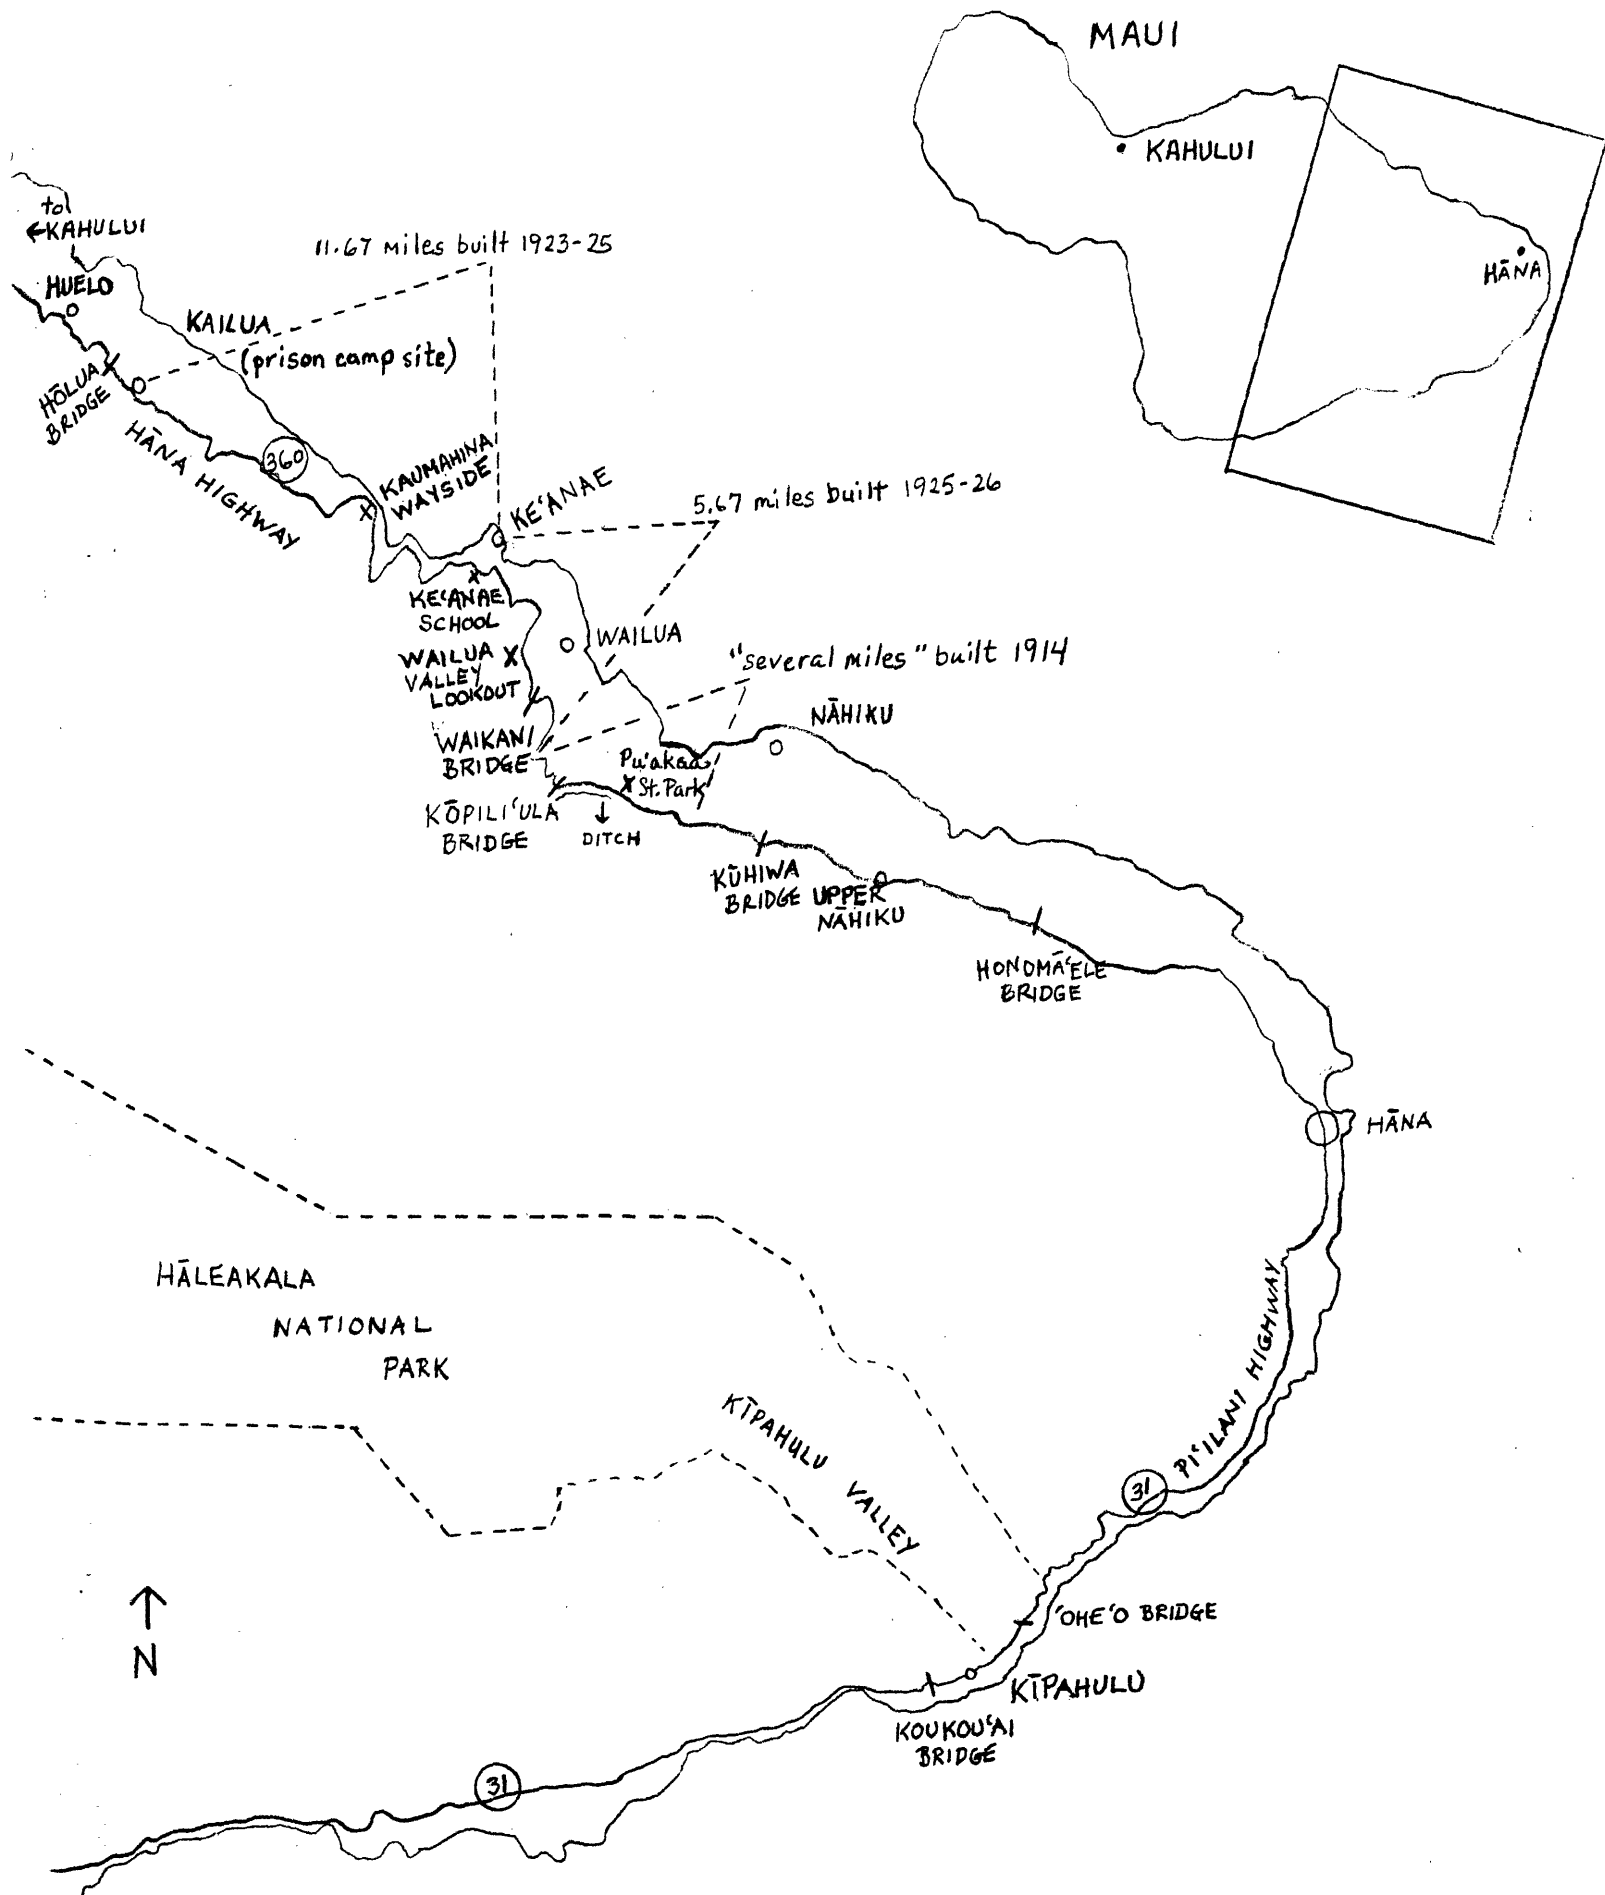 MAUI
KAHULUI
HĀNA
to
←KAHULUI
11.67 miles built 1923-25
HUELO
KAILUA
(prison camp site)
HŌLUA
BRIDGE
HĀNA HIGHWAY
360
KAUMAHINA
WAYSIDE
KE'ANAE
5.67 miles built 1925-26
KE'ANAE
SCHOOL
WAILUA
WAILUA
VALLEY
LOOKOUT
"several miles" built 1914
NĀHIKU
WAIKANI
BRIDGE
Pu'akaa
St. Park
KŌPILI'ULA
BRIDGE
DITCH
KŪHIWA
BRIDGE
UPPER
NĀHIKU
HONOMĀ'ELE
BRIDGE
HĀNA
HĀLEAKALA
NATIONAL
PARK
KĪPAHULU VALLEY
PI'ILANI HIGHWAY
31
'OHE'O BRIDGE
N
KĪPAHULU
KOUKOU'AI
BRIDGE
31